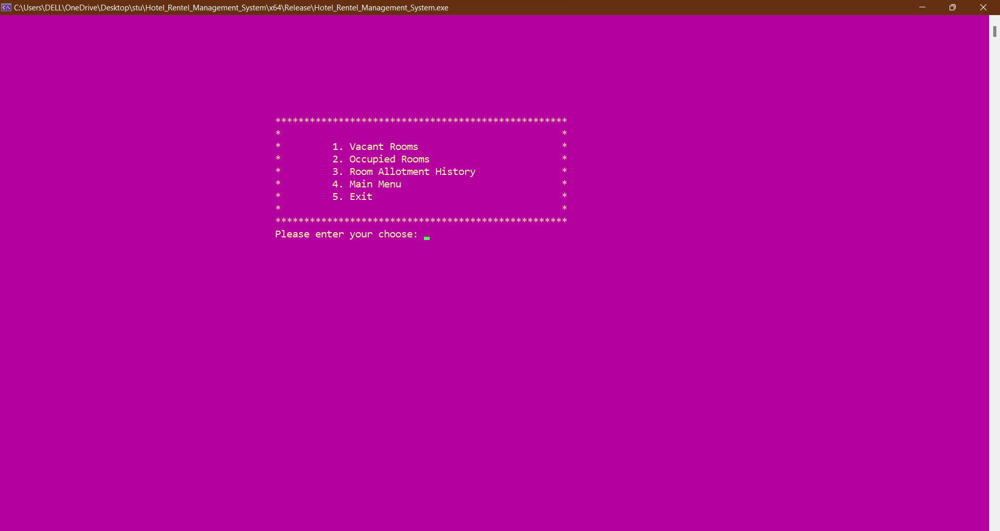 C:\Users\DELL\OneDrive\Desktop\stu\Hotel_Rentel_Management_System\x64\Release\Hotel_Rentel_Management_System.exe
***************************************************
*                                                 *
*         1. Vacant Rooms                         *
*         2. Occupied Rooms                       *
*         3. Room Allotment History               *
*         4. Main Menu                            *
*         5. Exit                                 *
*                                                 *
***************************************************
Please enter your choose: